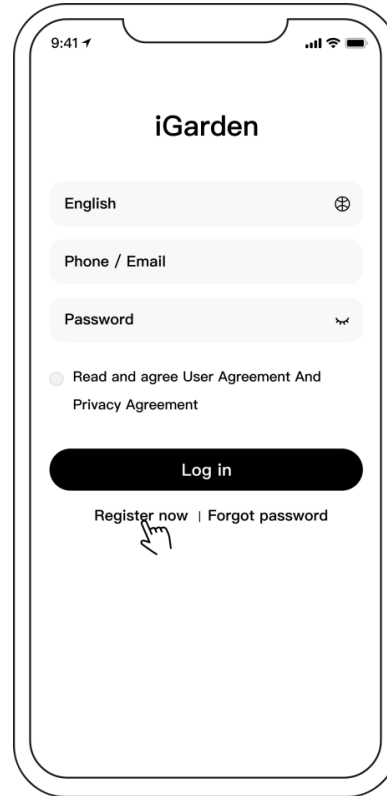 9:41
iGarden
English
Phone / Email
Password
Read and agree User Agreement And
Privacy Agreement
Log in
Register now | Forgot password